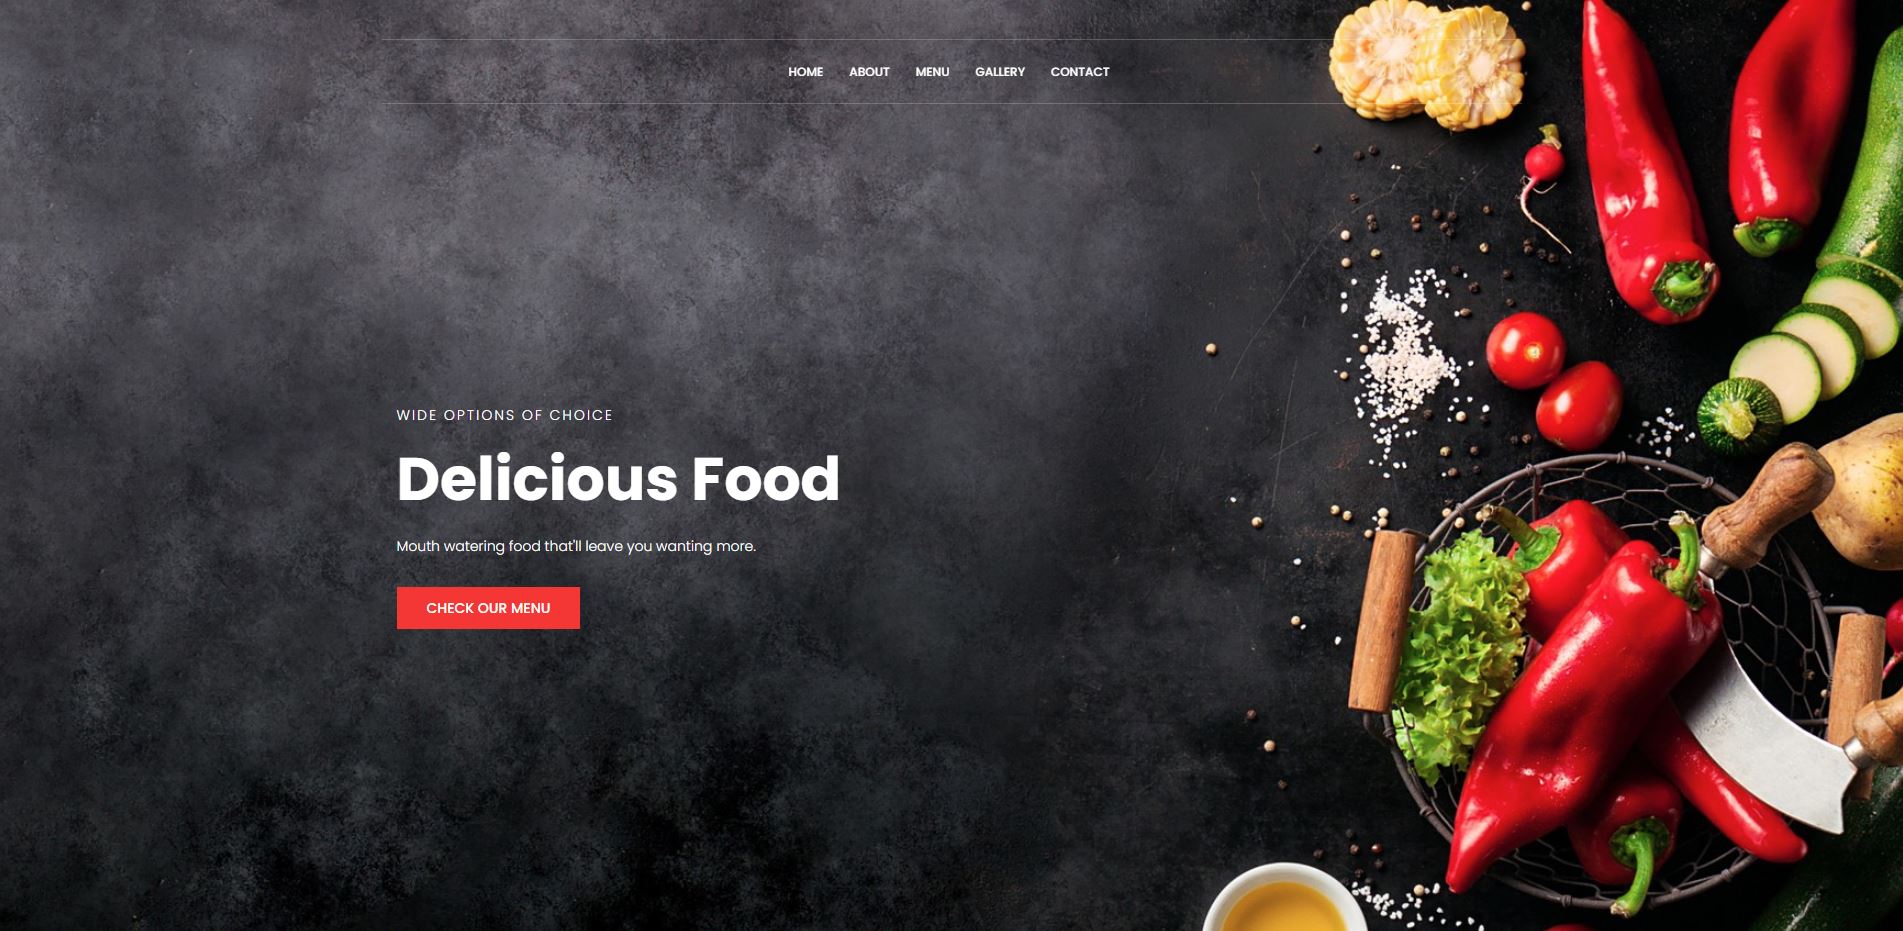 HOME ABOUT MENU GALLERY CONTACT
WIDE OPTIONS OF CHOICE
Delicious Food
Mouth watering food that'll leave you wanting more.
CHECK OUR MENU